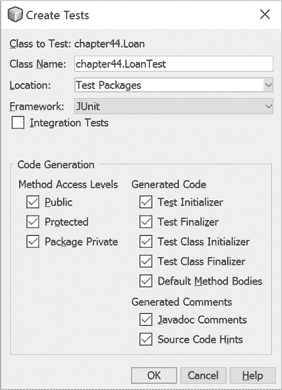 Create Tests
Class to Test: chapter44.Loan
Class Name: chapter44.LoanTest
Location: Test Packages
Framework: JUnit
Integration Tests
Code Generation
Method Access Levels
Public
Protected
Package Private
Generated Code
Test Initializer
Test Finalizer
Test Class Initializer
Test Class Finalizer
Default Method Bodies
Generated Comments
Javadoc Comments
Source Code Hints
OK Cancel Help